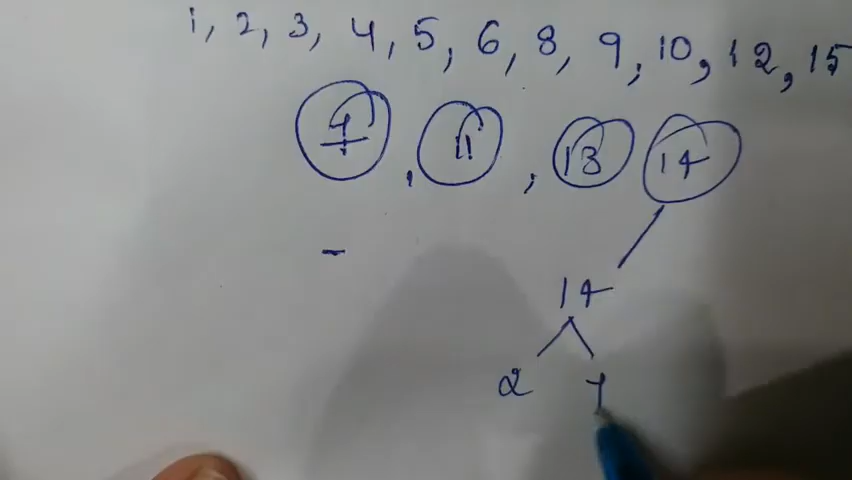 1, 2, 3, 4, 5, 6, 8, 9, 10, 12, 15
7, 11, 13 14
-
14
2 7